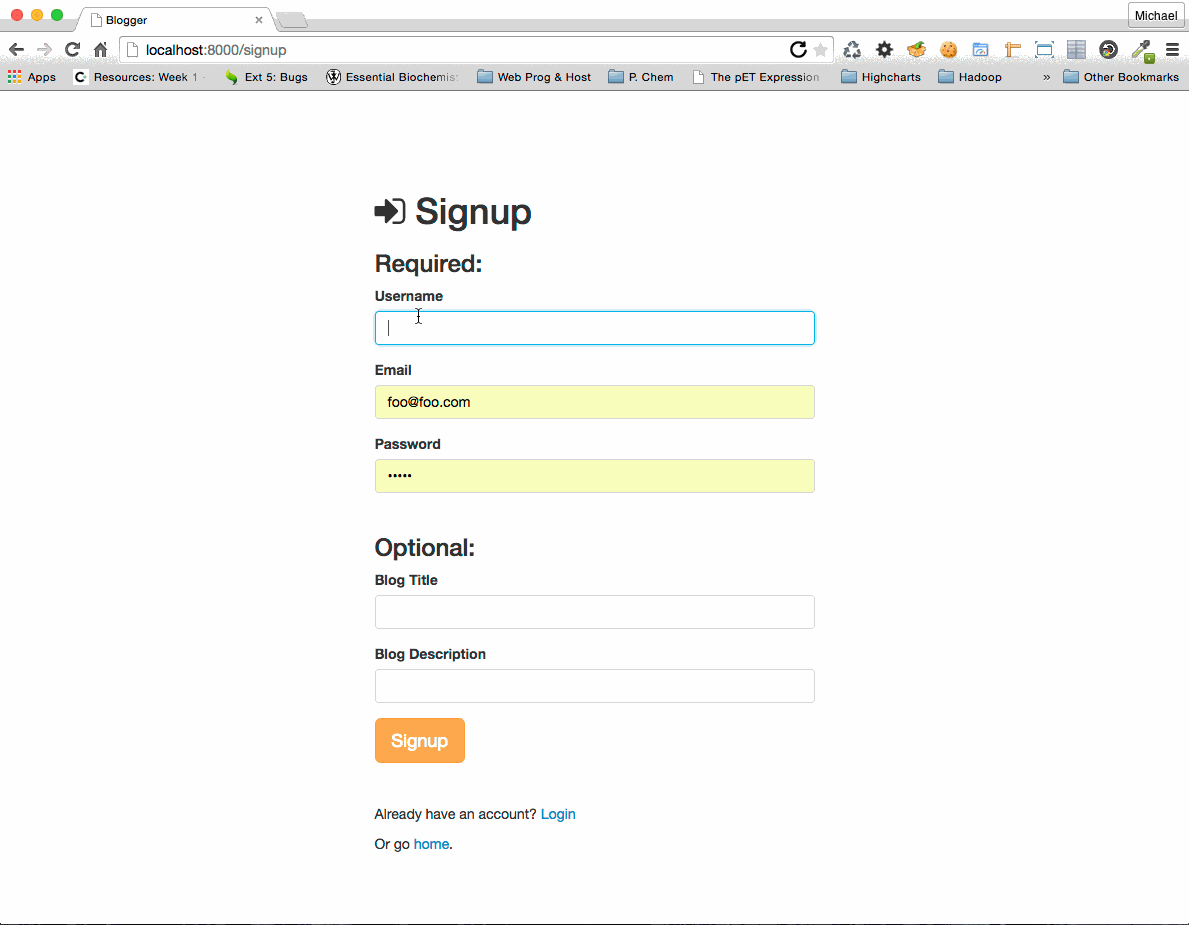 Blogger
Michael
localhost:8000/signup
Apps C Resources: Week 1 Ext 5: Bugs Essential Biochemis Web Prog & Host P. Chem The pET Expression Highcharts Hadoop » Other Bookmarks
Signup
Required:
Username
Email
foo@foo.com
Password
•••••
Optional:
Blog Title
Blog Description
Signup
Already have an account? Login
Or go home.